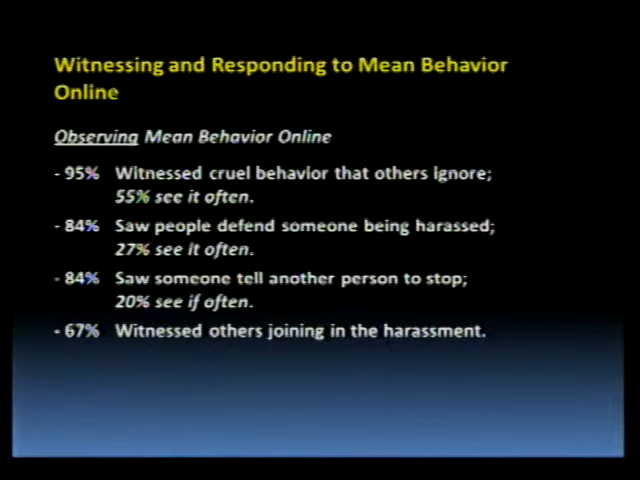 Witnessing and Responding to Mean Behavior
Online
Observing Mean Behavior Online
- 95% Witnessed cruel behavior that others ignore;
55% see it often.
- 84% Saw people defend someone being harassed;
27% see it often.
- 84% Saw someone tell another person to stop;
20% see if often.
- 67% Witnessed others joining in the harassment.